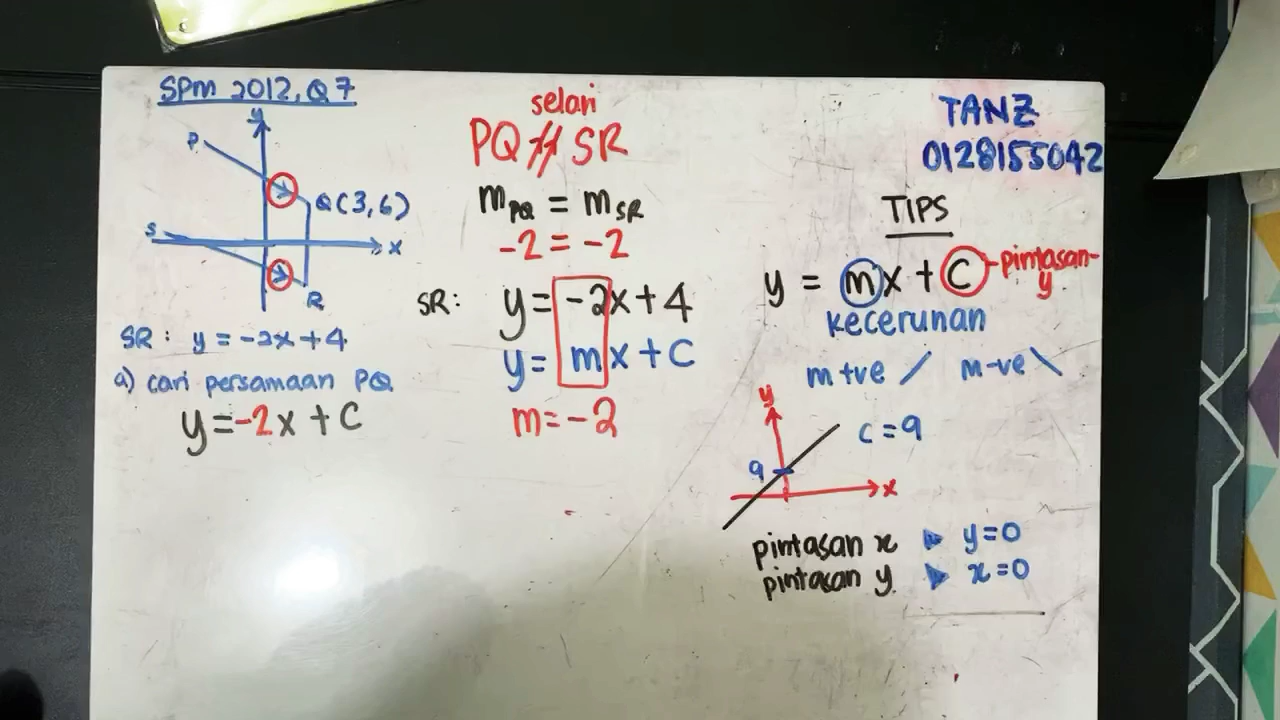 SPM 2012, Q7
y
P
Q(3,6)
S
x
R
SR: y = -2x+4
a) cari persamaan PQ
y=-2x+C
selari
PQ // SR
mPQ = mSR
-2 = -2
SR: y= -2x+4
y= mx+C
m=-2
TANZ
0128155042
TIPS
y = mx+C pintasan-y
kecerunan
m+ve / m-ve \
y
C=9
9
x
pintasan x ▶ y=0
pintasan y. ▶ x=0